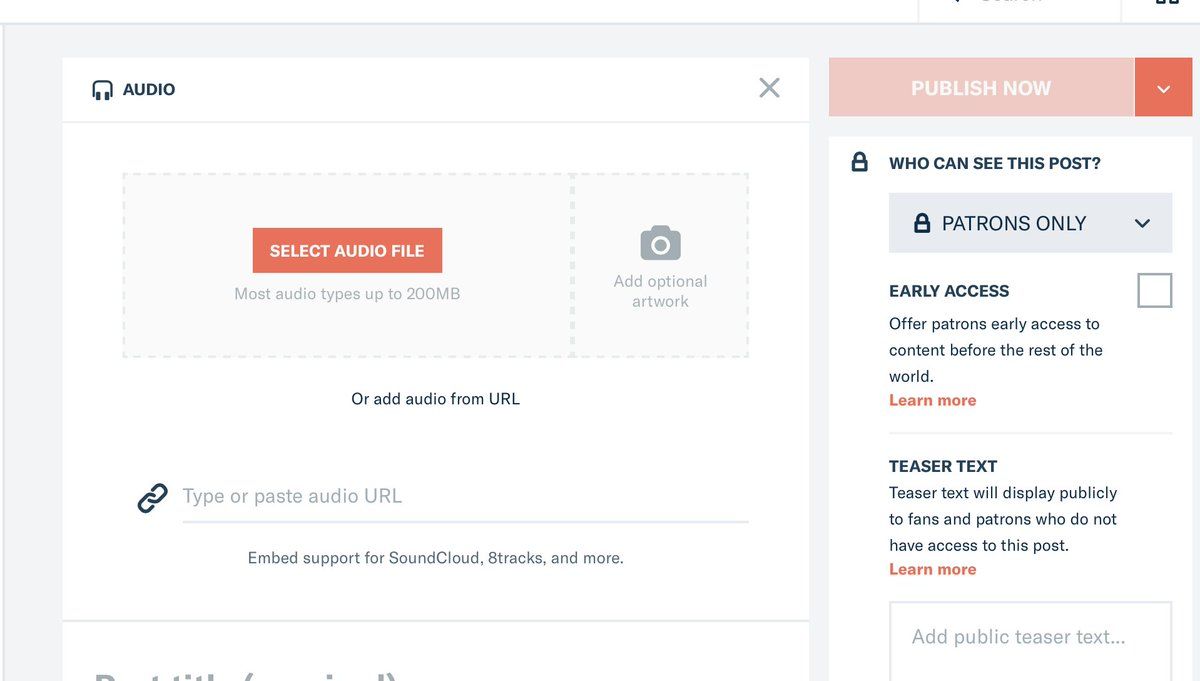 AUDIO
SELECT AUDIO FILE
Most audio types up to 200MB
Add optional
artwork
Or add audio from URL
Type or paste audio URL
Embed support for SoundCloud, 8tracks, and more.
PUBLISH NOW
WHO CAN SEE THIS POST?
PATRONS ONLY
EARLY ACCESS
Offer patrons early access to
content before the rest of the
world.
Learn more
TEASER TEXT
Teaser text will display publicly
to fans and patrons who do not
have access to this post.
Learn more
Add public teaser text...